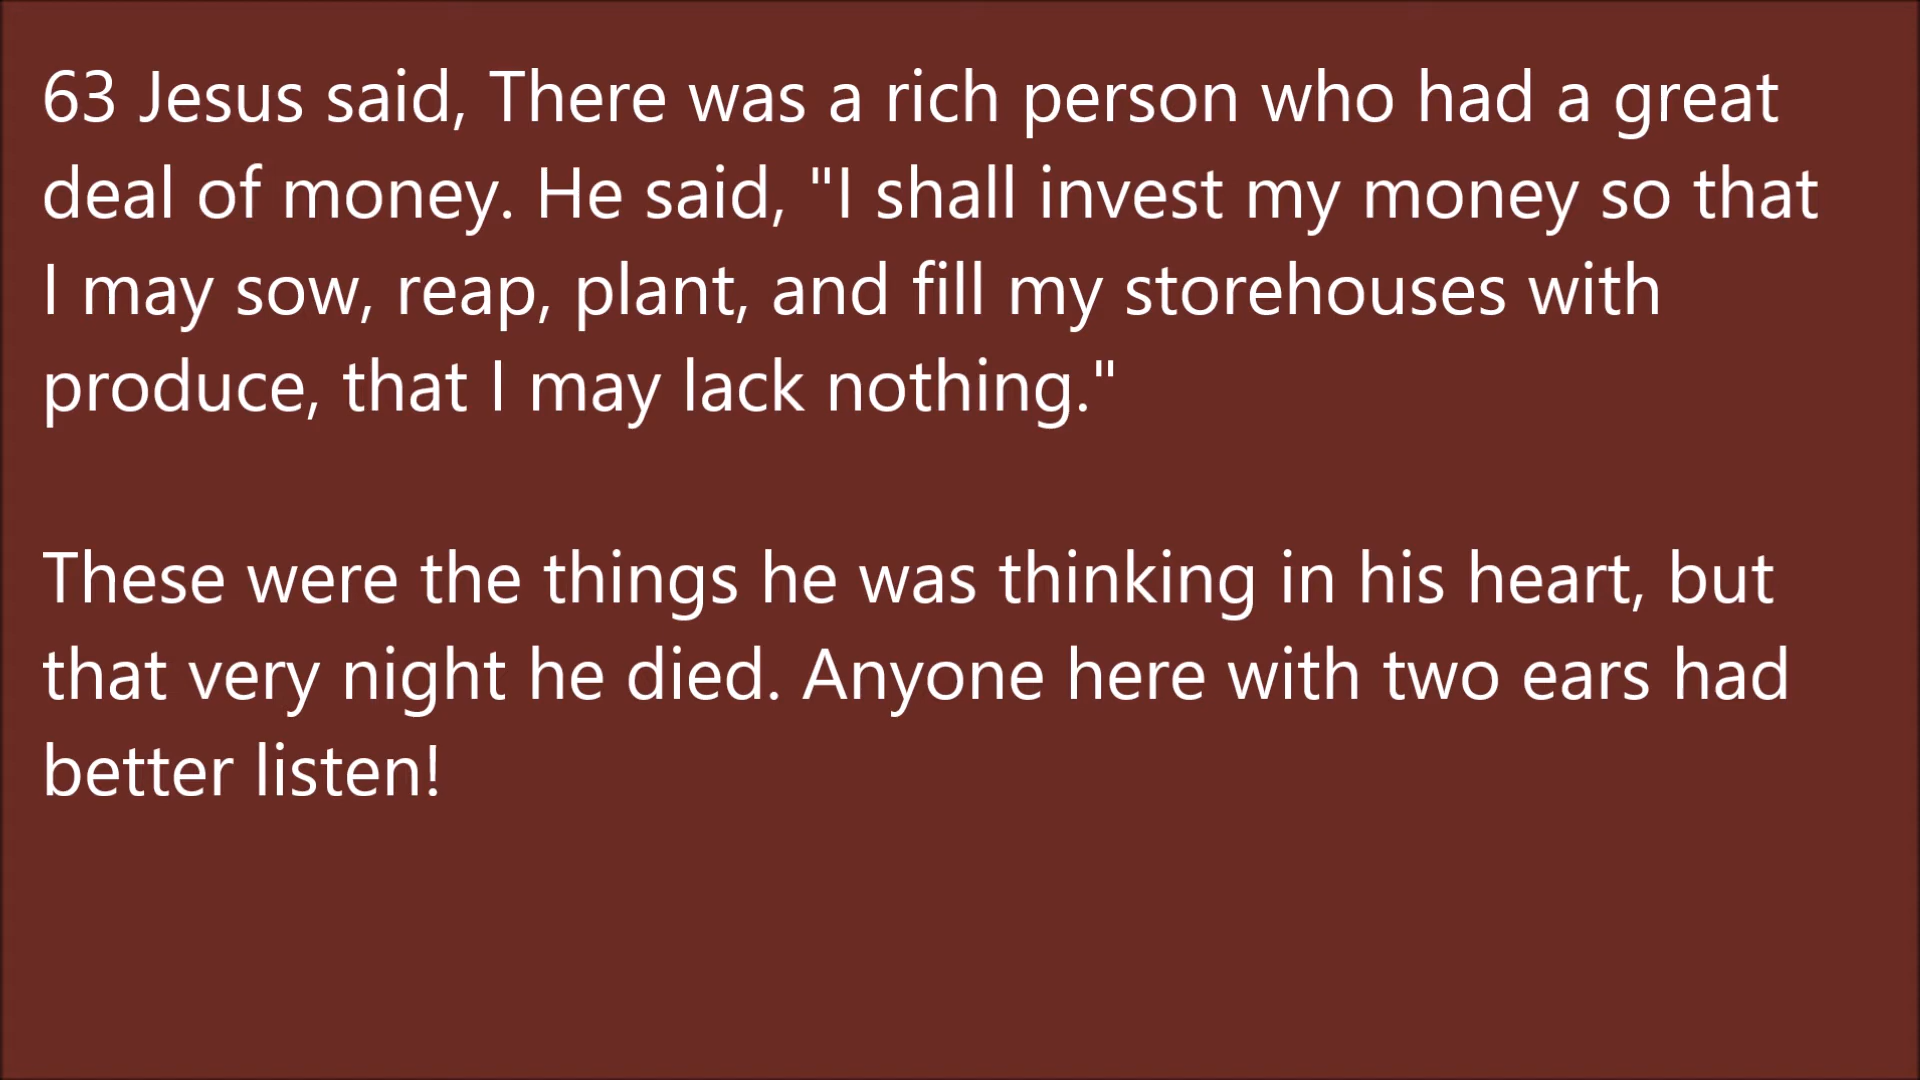 63 Jesus said, There was a rich person who had a great
deal of money. He said, "I shall invest my money so that
I may sow, reap, plant, and fill my storehouses with
produce, that I may lack nothing."
These were the things he was thinking in his heart, but
that very night he died. Anyone here with two ears had
better listen!